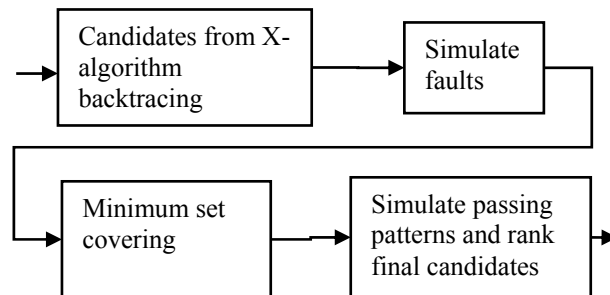 Candidates from X-
algorithm
backtracing
Simulate
faults
Minimum set
covering
Simulate passing
patterns and rank
final candidates